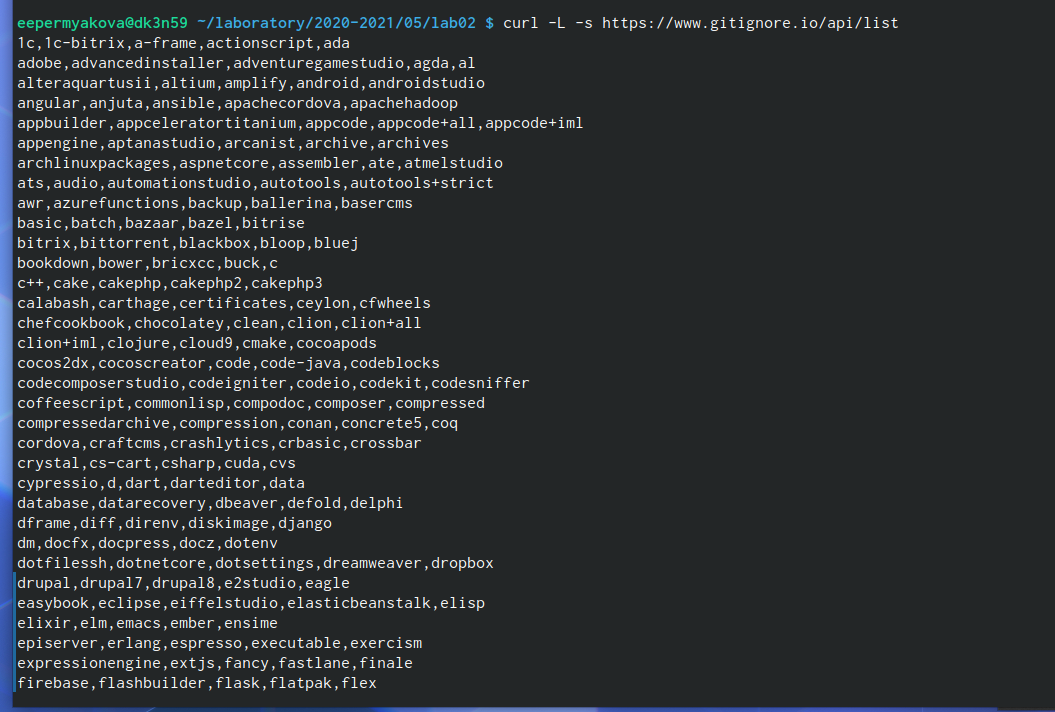 eepermyakova@dk3n59 ~/laboratory/2020-2021/05/lab02 $ curl -L -s https://www.gitignore.io/api/list
1c,1c-bitrix,a-frame,actionscript,ada
adobe,advancedinstaller,adventuregamestudio,agda,al
alteraquartusii,altium,amplify,android,androidstudio
angular,anjuta,ansible,apachecordova,apachehadoop
appbuilder,appceleratortitanium,appcode,appcode+all,appcode+iml
appengine,aptanastudio,arcanist,archive,archives
archlinuxpackages,aspnetcore,assembler,ate,atmelstudio
ats,audio,automationstudio,autotools,autotools+strict
awr,azurefunctions,backup,ballerina,basercms
basic,batch,bazaar,bazel,bitrise
bitrix,bittorrent,blackbox,bloop,bluej
bookdown,bower,bricxcc,buck,c
c++,cake,cakephp,cakephp2,cakephp3
calabash,carthage,certificates,ceylon,cfwheels
chefcookbook,chocolatey,clean,clion,clion+all
clion+iml,clojure,cloud9,cmake,cocoapods
cocos2dx,cocoscreator,code,code-java,codeblocks
codecomposerstudio,codeigniter,codeio,codekit,codesniffer
coffeescript,commonlisp,compodoc,composer,compressed
compressedarchive,compression,conan,concrete5,coq
cordova,craftcms,crashlytics,crbasic,crossbar
crystal,cs-cart,csharp,cuda,cvs
cypressio,d,dart,darteditor,data
database,datarecovery,dbeaver,defold,delphi
dframe,diff,direnv,diskimage,django
dm,docfx,docpress,docz,dotenv
dotfilessh,dotnetcore,dotsettings,dreamweaver,dropbox
drupal,drupal7,drupal8,e2studio,eagle
easybook,eclipse,eiffelstudio,elasticbeanstalk,elisp
elixir,elm,emacs,ember,ensime
episerver,erlang,espresso,executable,exercism
expressionengine,extjs,fancy,fastlane,finale
firebase,flashbuilder,flask,flatpak,flex